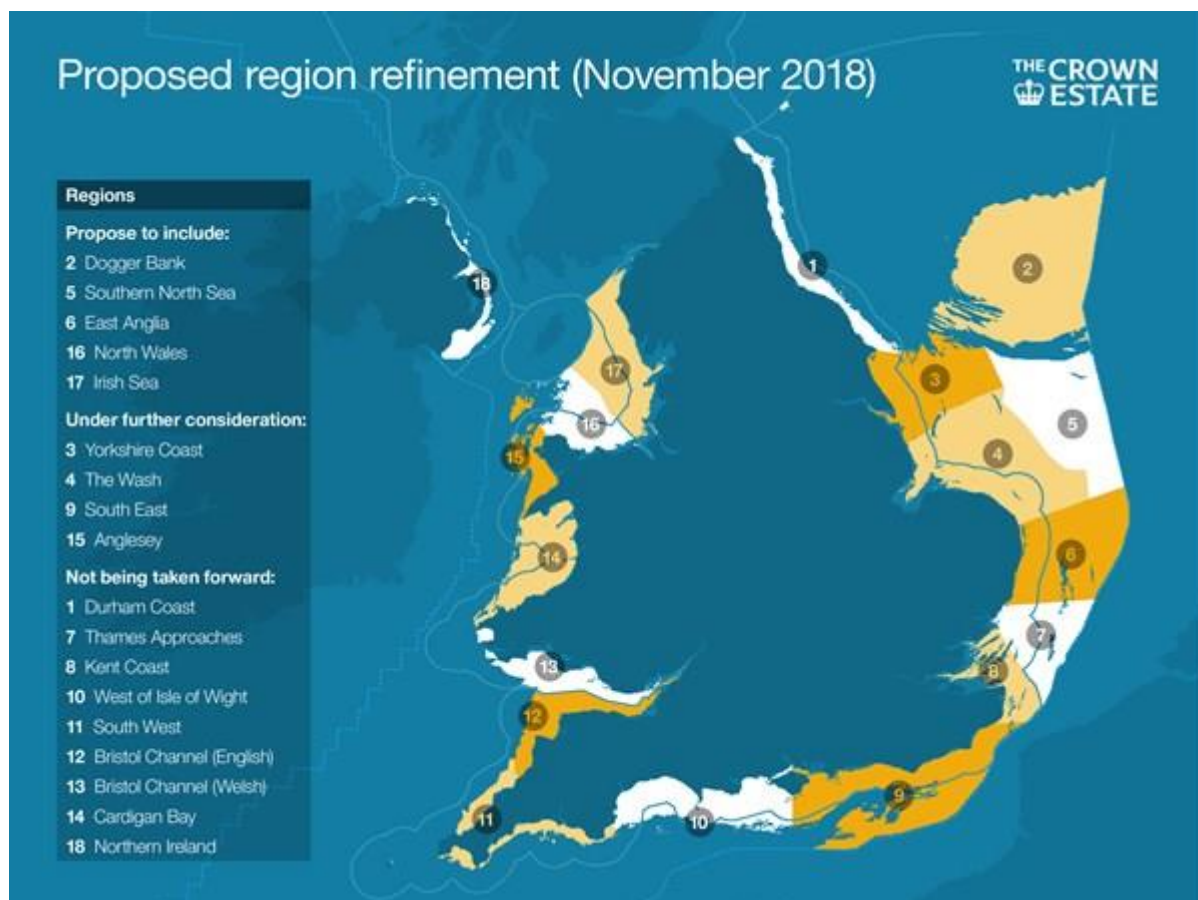 Proposed region refinement (November 2018)
THE CROWN
ESTATE
Regions
Propose to include:
2 Dogger Bank
5 Southern North Sea
6 East Anglia
16 North Wales
17 Irish Sea
Under further consideration:
3 Yorkshire Coast
4 The Wash
9 South East
15 Anglesey
Not being taken forward:
1 Durham Coast
7 Thames Approaches
8 Kent Coast
10 West of Isle of Wight
11 South West
12 Bristol Channel (English)
13 Bristol Channel (Welsh)
14 Cardigan Bay
18 Northern Ireland
1
2
18
17
3
16
5
4
15
14
6
7
13
8
12
9
11
10